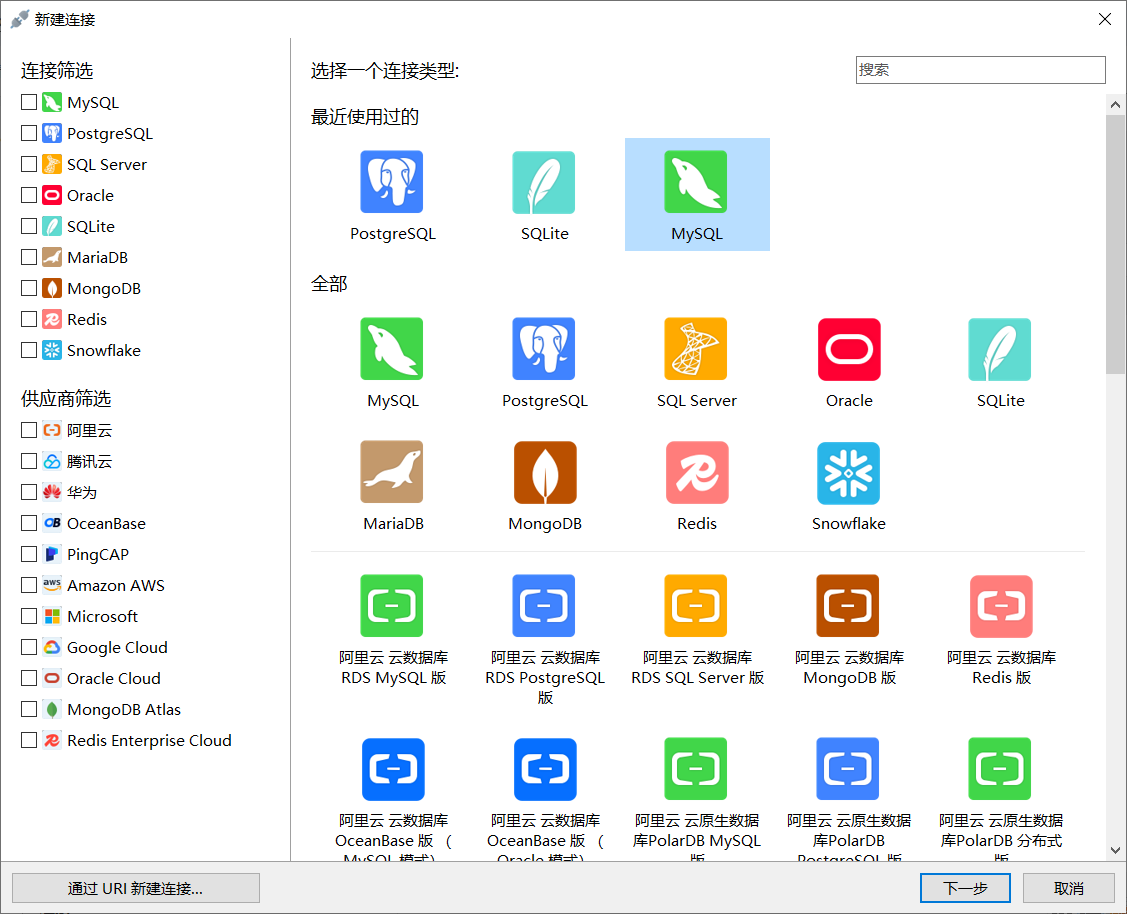 新建连接
连接筛选
MySQL
PostgreSQL
SQL Server
Oracle
SQLite
MariaDB
MongoDB
Redis
Snowflake
供应商筛选
阿里云
腾讯云
华为
OceanBase
PingCAP
Amazon AWS
Microsoft
Google Cloud
Oracle Cloud
MongoDB Atlas
Redis Enterprise Cloud
选择一个连接类型:
搜索
最近使用过的
PostgreSQL
SQLite
MySQL
全部
MySQL
PostgreSQL
SQL Server
Oracle
SQLite
MariaDB
MongoDB
Redis
Snowflake
阿里云 云数据库
RDS MySQL 版
阿里云 云数据库
RDS PostgreSQL
版
阿里云 云数据库
RDS SQL Server 版
阿里云 云数据库
MongoDB 版
阿里云 云数据库
Redis 版
阿里云 云数据库
OceanBase 版 （
MySQL 模式）
阿里云 云数据库
OceanBase 版 （
Oracle 模式）
阿里云 云原生数据
库PolarDB MySQL
版
阿里云 云原生数据
库PolarDB
PostgreSQL 版
阿里云 云原生数据
库PolarDB 分布式
版
通过 URI 新建连接...
下一步
取消